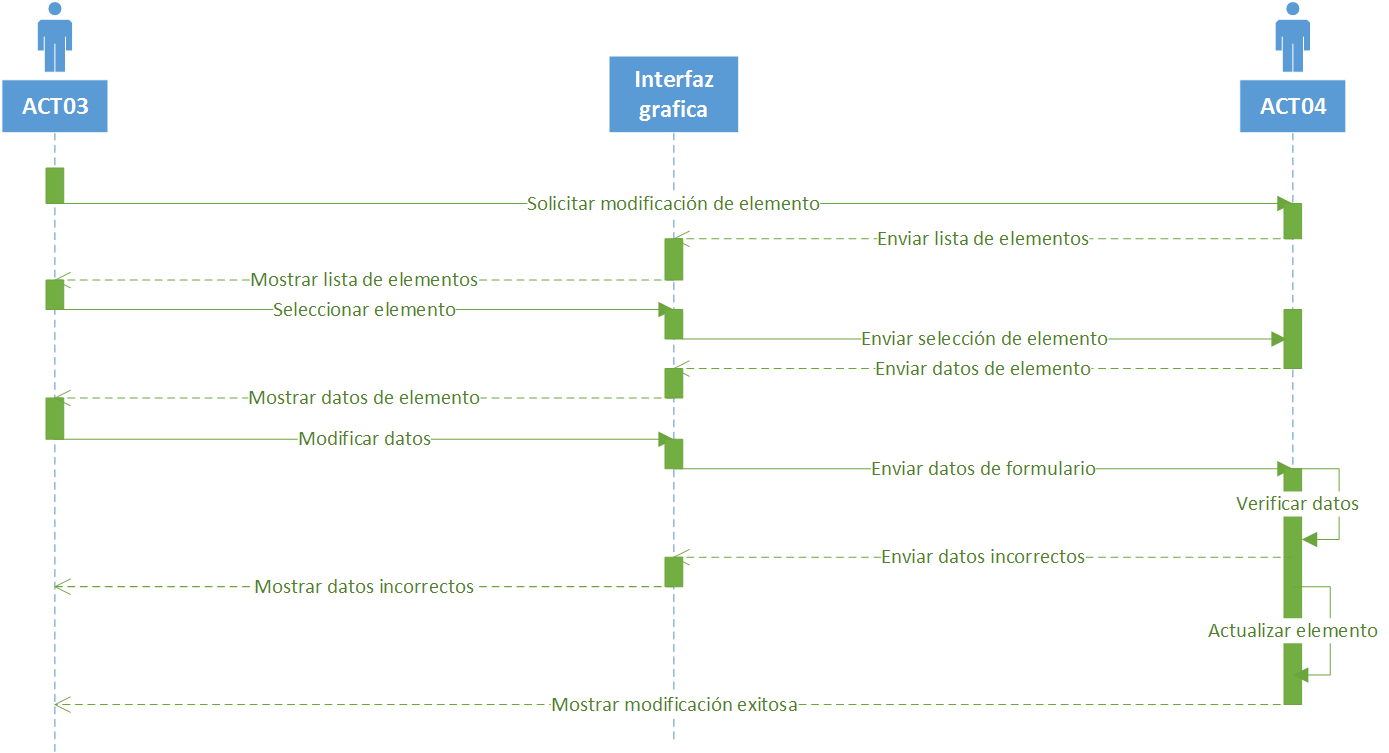 ACT03
Interfaz
grafica
ACT04
Solicitar modificación de elemento
Enviar lista de elementos
Mostrar lista de elementos
Seleccionar elemento
Enviar selección de elemento
Enviar datos de elemento
Mostrar datos de elemento
Modificar datos
Enviar datos de formulario
Verificar datos
Enviar datos incorrectos
Mostrar datos incorrectos
Actualizar elemento
Mostrar modificación exitosa